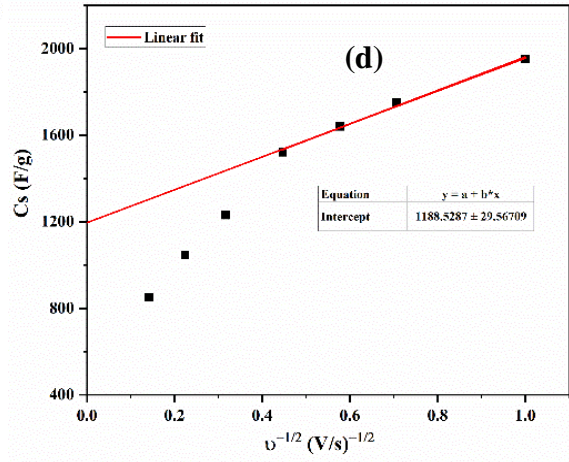 Linear fit
(d)
2000
1600
1200
800
400
Cs (F/g)
Equation y = a + b*x
Intercept 1188.5287 ± 29.56709
0.0 0.2 0.4 0.6 0.8 1.0
υ⁻¹/² (V/s)⁻¹/²